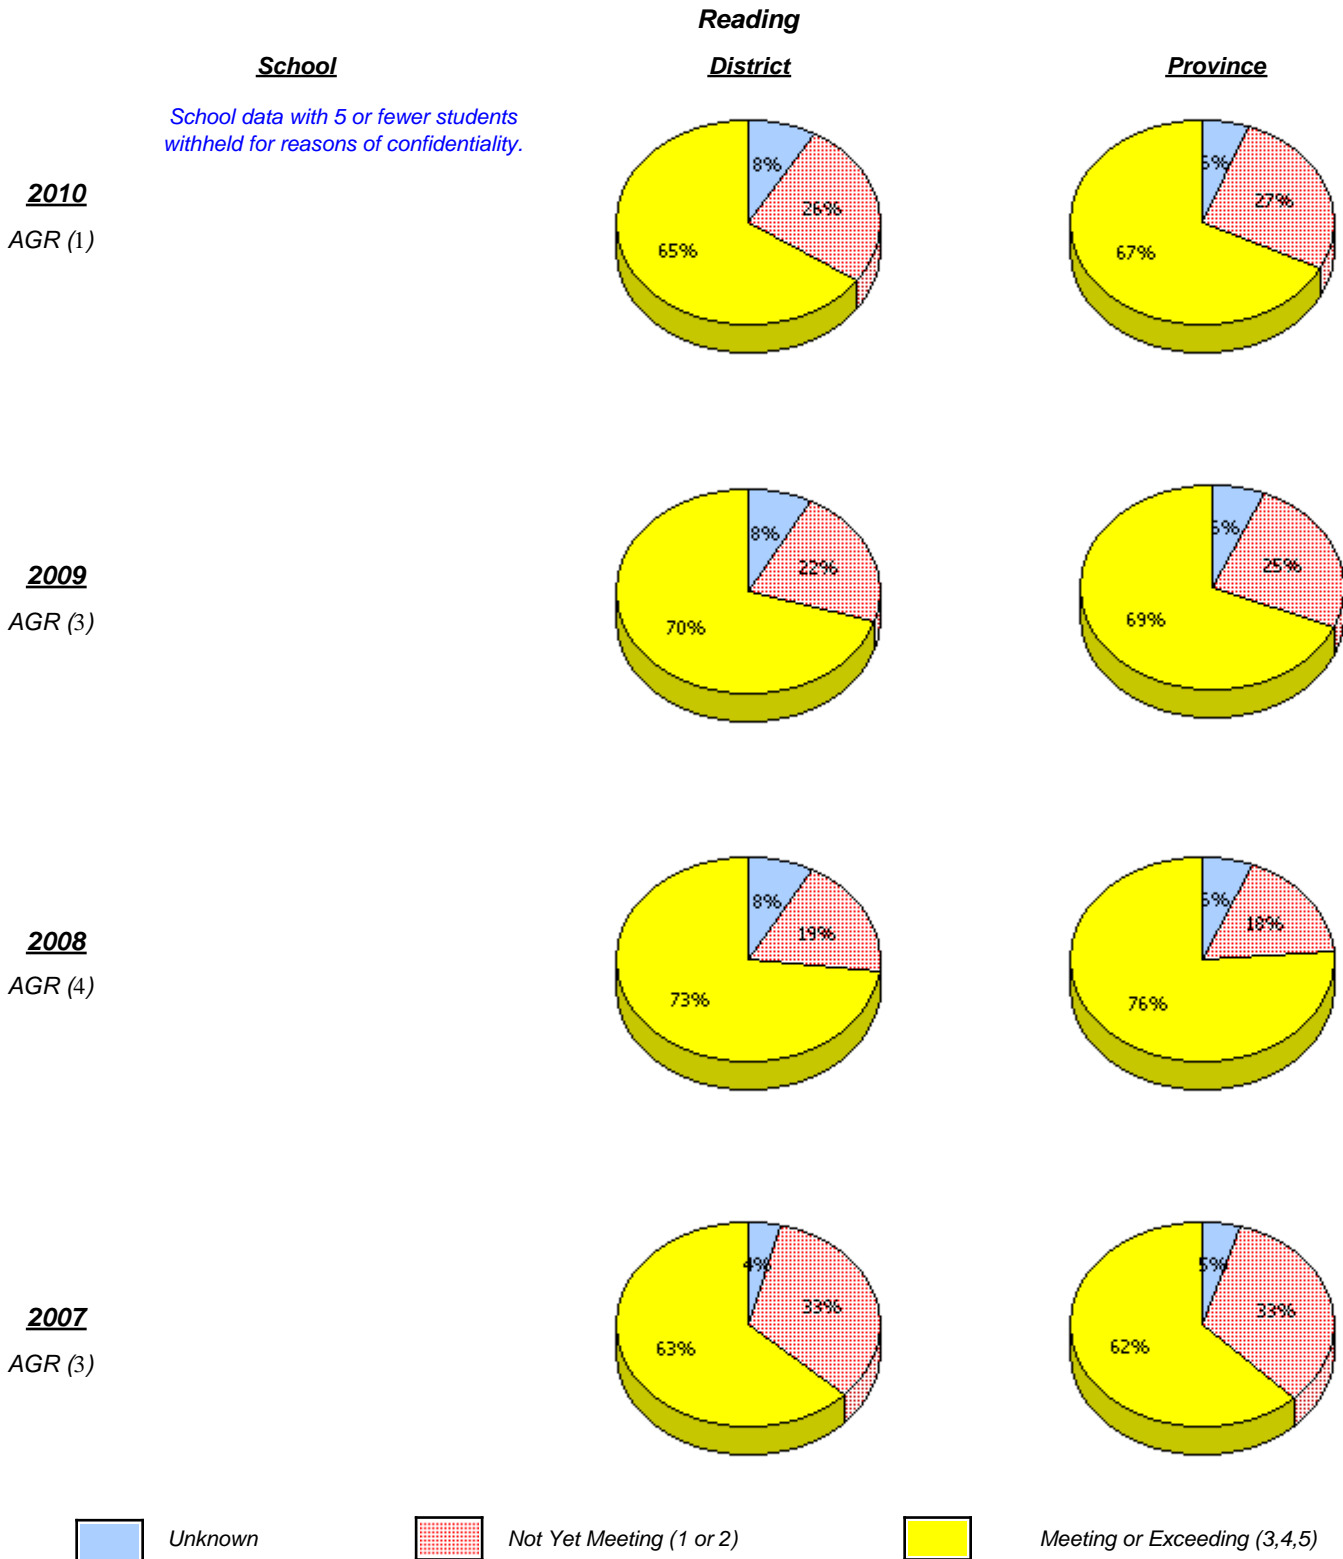 Reading
School District Province
School data with 5 or fewer students
withheld for reasons of confidentiality.
2010
AGR (1)
8% 26% 65%
6% 27% 67%
2009
AGR (3)
8% 22% 70%
6% 25% 69%
2008
AGR (4)
8% 19% 73%
6% 18% 76%
2007
AGR (3)
4% 33% 63%
5% 33% 62%
Unknown Not Yet Meeting (1 or 2) Meeting or Exceeding (3,4,5)